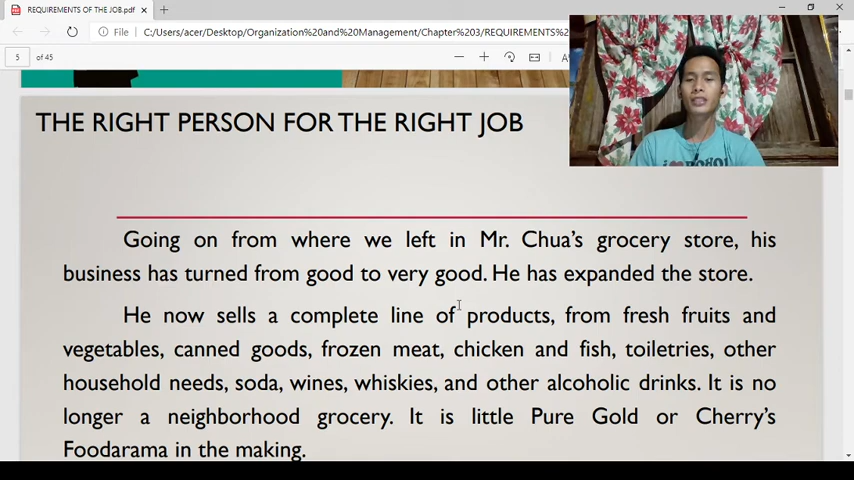 REQUIREMENTS OF THE JOB.pdf
File
C:/Users/acer/Desktop/Organization%20and%20Management/Chapter%203/REQUIREMENTS%2
5
of 45
THE RIGHT PERSON FOR THE RIGHT JOB
Going on from where we left in Mr. Chua's grocery store, his
business has turned from good to very good. He has expanded the store.
He now sells a complete line of products, from fresh fruits and
vegetables, canned goods, frozen meat, chicken and fish, toiletries, other
household needs, soda, wines, whiskies, and other alcoholic drinks. It is no
longer a neighborhood grocery. It is little Pure Gold or Cherry's
Foodarama in the making.